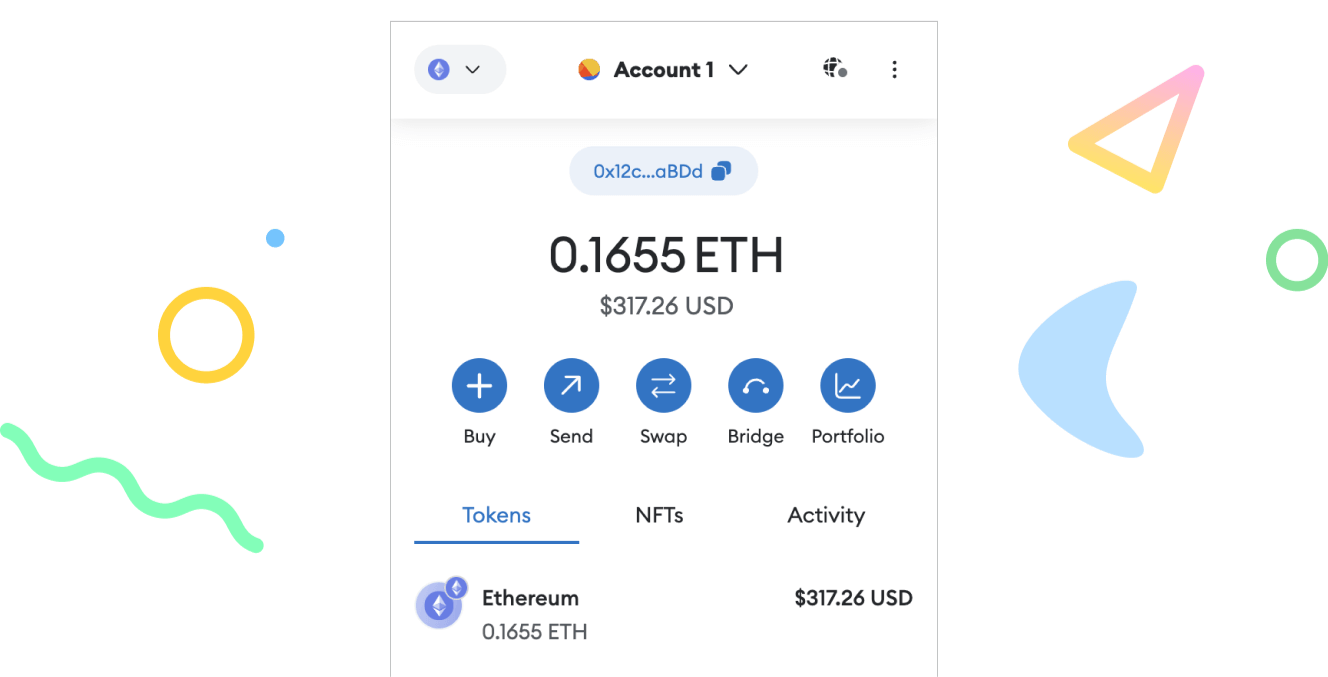 Account 1
0x12c...aBDd
0.1655 ETH
$317.26 USD
Buy Send Swap Bridge Portfolio
Tokens NFTs Activity
Ethereum $317.26 USD
0.1655 ETH